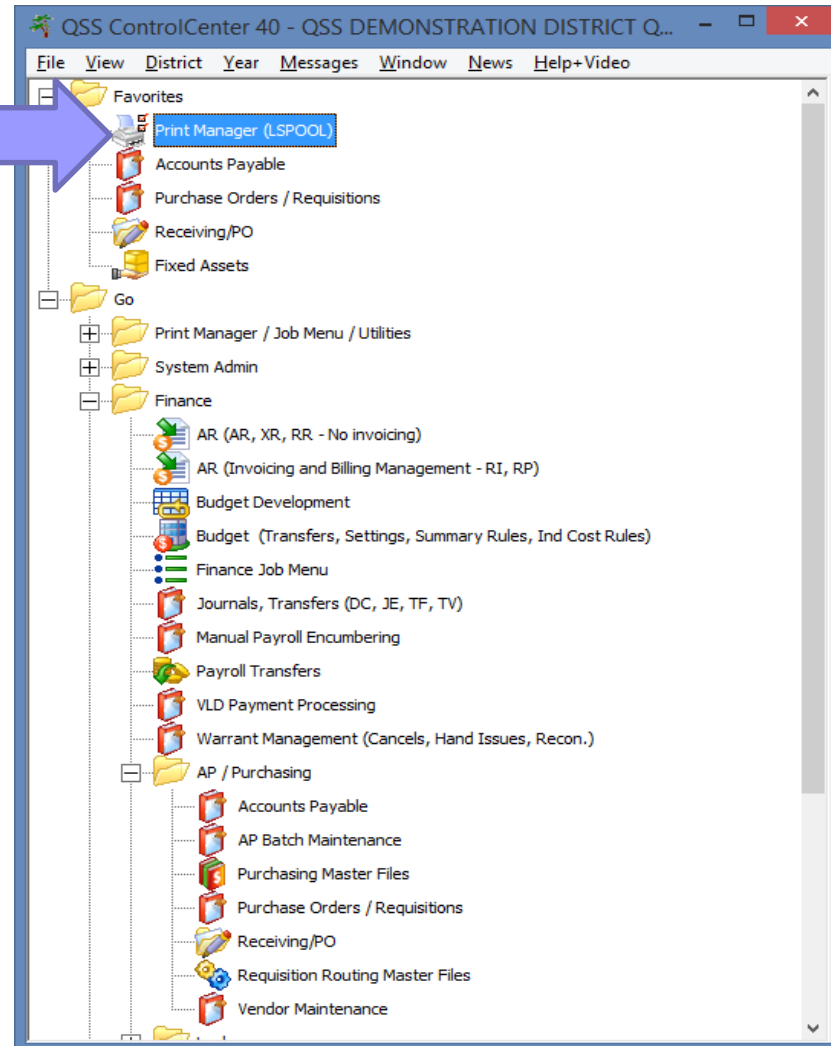 QSS ControlCenter 40 - QSS DEMONSTRATION DISTRICT Q...
File View District Year Messages Window News Help+Video
Favorites
Print Manager (LSPOOL)
Accounts Payable
Purchase Orders / Requisitions
Receiving/PO
Fixed Assets
Go
Print Manager / Job Menu / Utilities
System Admin
Finance
AR (AR, XR, RR - No invoicing)
AR (Invoicing and Billing Management - RI, RP)
Budget Development
Budget (Transfers, Settings, Summary Rules, Ind Cost Rules)
Finance Job Menu
Journals, Transfers (DC, JE, TF, TV)
Manual Payroll Encumbering
Payroll Transfers
VLD Payment Processing
Warrant Management (Cancels, Hand Issues, Recon.)
AP / Purchasing
Accounts Payable
AP Batch Maintenance
Purchasing Master Files
Purchase Orders / Requisitions
Receiving/PO
Requisition Routing Master Files
Vendor Maintenance